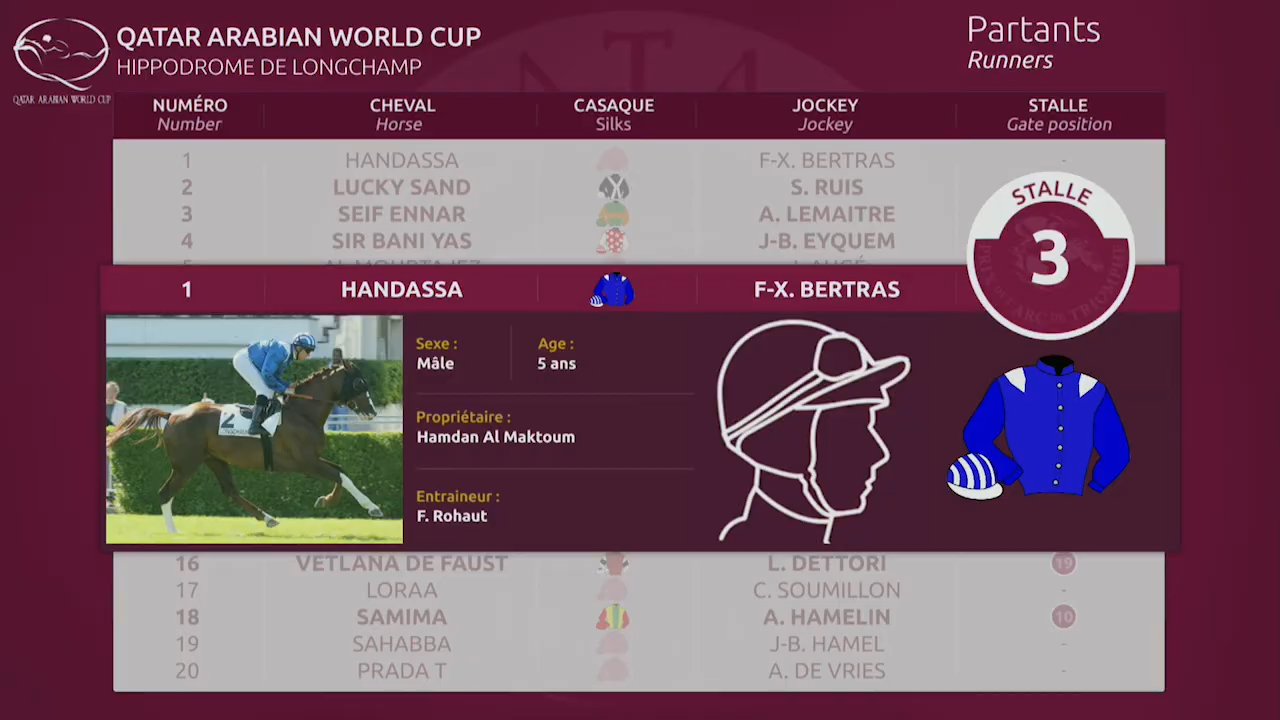 QATAR ARABIAN WORLD CUP
HIPPODROME DE LONGCHAMP
QATAR ARABIAN WORLD CUP
Partants
Runners
NUMÉRO CHEVAL CASAQUE JOCKEY STALLE
Number Horse Silks Jockey Gate position
1 HANDASSA F-X. BERTRAS -
2 LUCKY SAND S. RUIS
3 SEIF ENNAR A. LEMAITRE
4 SIR BANI YAS J-B. EYQUEM
STALLE
3
1 HANDASSA F-X. BERTRAS
Sexe : Age :
Mâle 5 ans
Propriétaire :
Hamdan Al Maktoum
Entraineur :
F. Rohaut
2
16 VETLANA DE FAUST L. DETTORI 19
17 LORAA C. SOUMILLON -
18 SAMIMA A. HAMELIN 10
19 SAHABBA J-B. HAMEL -
20 PRADA T A. DE VRIES -